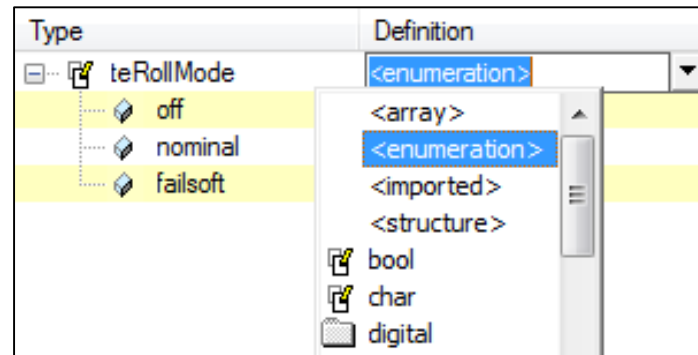 Type Definition
teRollMode <enumeration>
off <array>
nominal <enumeration>
failsoft <imported>
<structure>
bool
char
digital